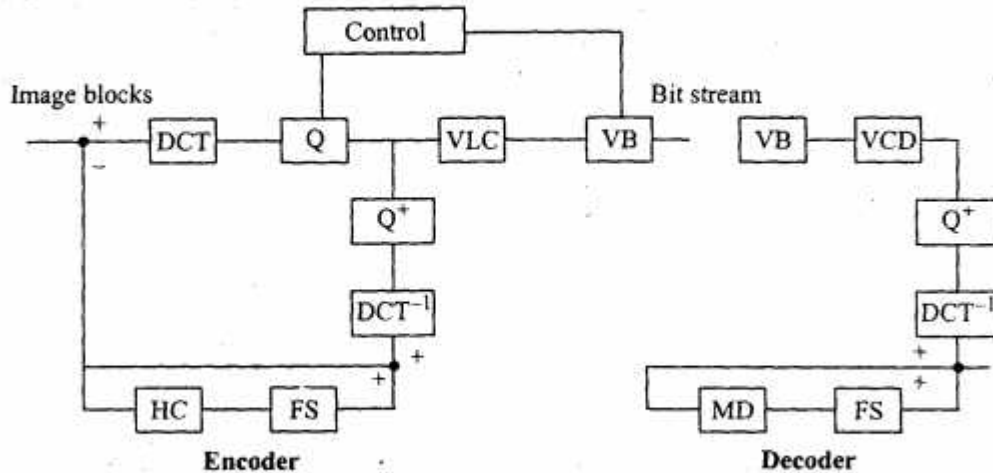 Control
Image blocks
Bit stream
+
−
DCT
Q
VLC
VB
VB
VCD
Q+
Q+
DCT−1
DCT−1
+
+
+
+
HC
FS
MD
FS
Encoder
Decoder